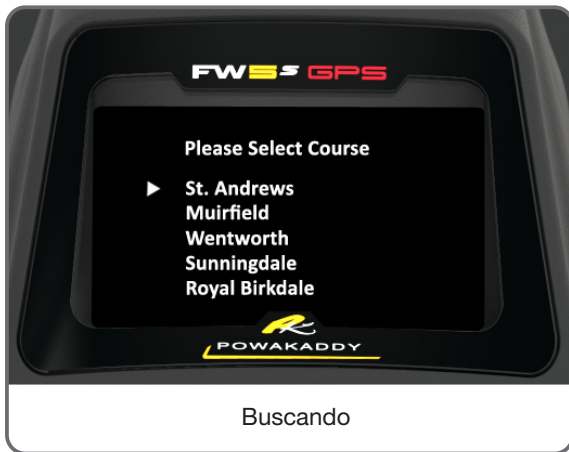 FW5s GPS
Please Select Course
St. Andrews
Muirfield
Wentworth
Sunningdale
Royal Birkdale
POWAKADDY
Buscando